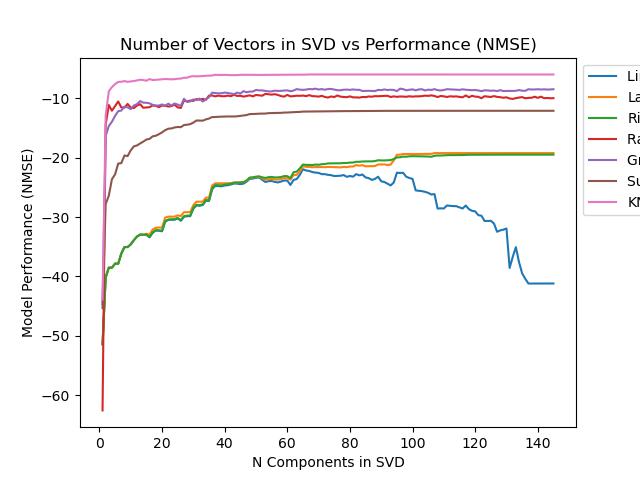 Number of Vectors in SVD vs Performance (NMSE)
Model Performance (NMSE)
−10
−20
−30
−40
−50
−60
0 20 40 60 80 100 120 140
N Components in SVD
Li
La
Ri
Ra
Gr
Su